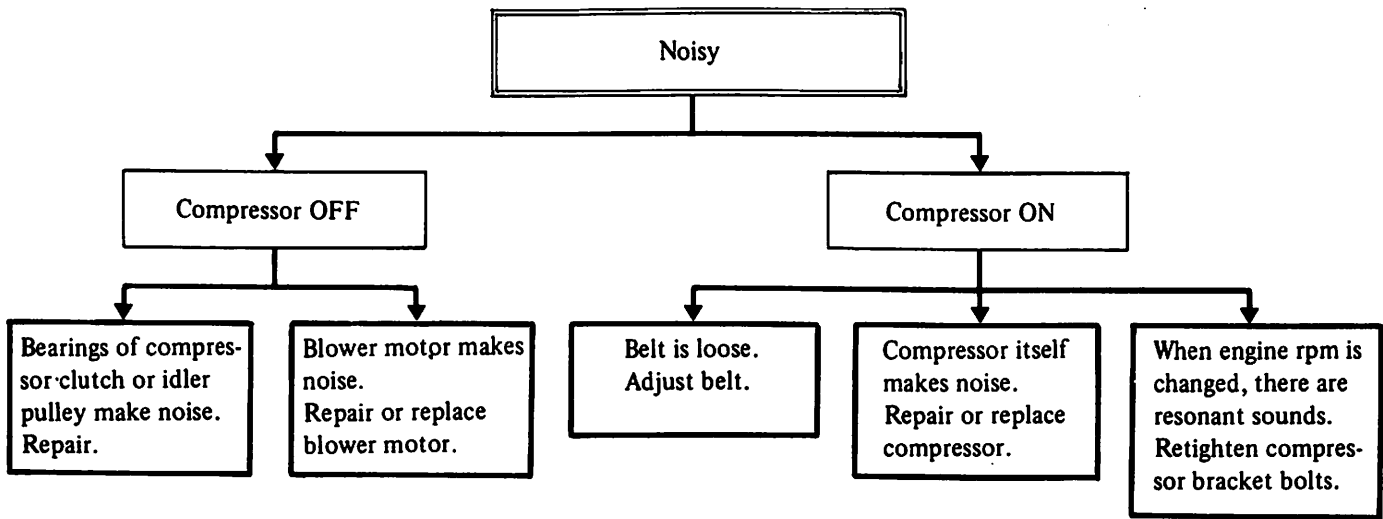 Noisy
Compressor OFF
Compressor ON
Bearings of compres-
sor clutch or idler
pulley make noise.
Repair.
Blower motor makes
noise.
Repair or replace
blower motor.
Belt is loose.
Adjust belt.
Compressor itself
makes noise.
Repair or replace
compressor.
When engine rpm is
changed, there are
resonant sounds.
Retighten compres-
sor bracket bolts.